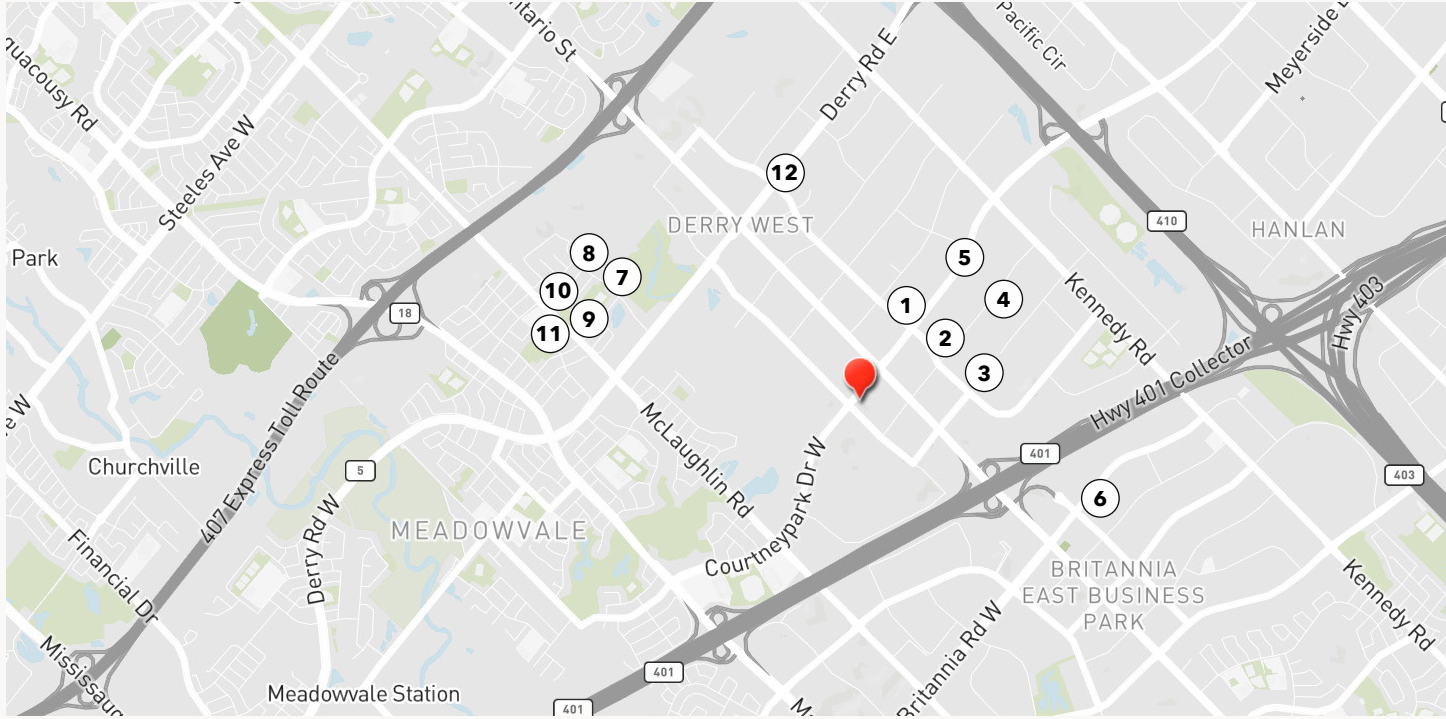 ntario St
Pacific Cir
Meyerside
quacousy Rd
Derry Rd E
Steeles Ave W
12
DERRY WEST
410
HANLAN
Park
8
5
7
10
4
1
Kennedy Rd
Hwy 403
18
9
11
2
3
Hwy 401 Collector
407 Express Toll Route
e W
McLaughlin Rd
Churchville
5
401
403
6
Courtneypark Dr W
Derry Rd W
MEADOWVALE
Financial Dr
BRITANNIA
EAST BUSINESS
PARK
Kennedy Rd
Britannia Rd W
Mississaug
401
Meadowvale Station
401